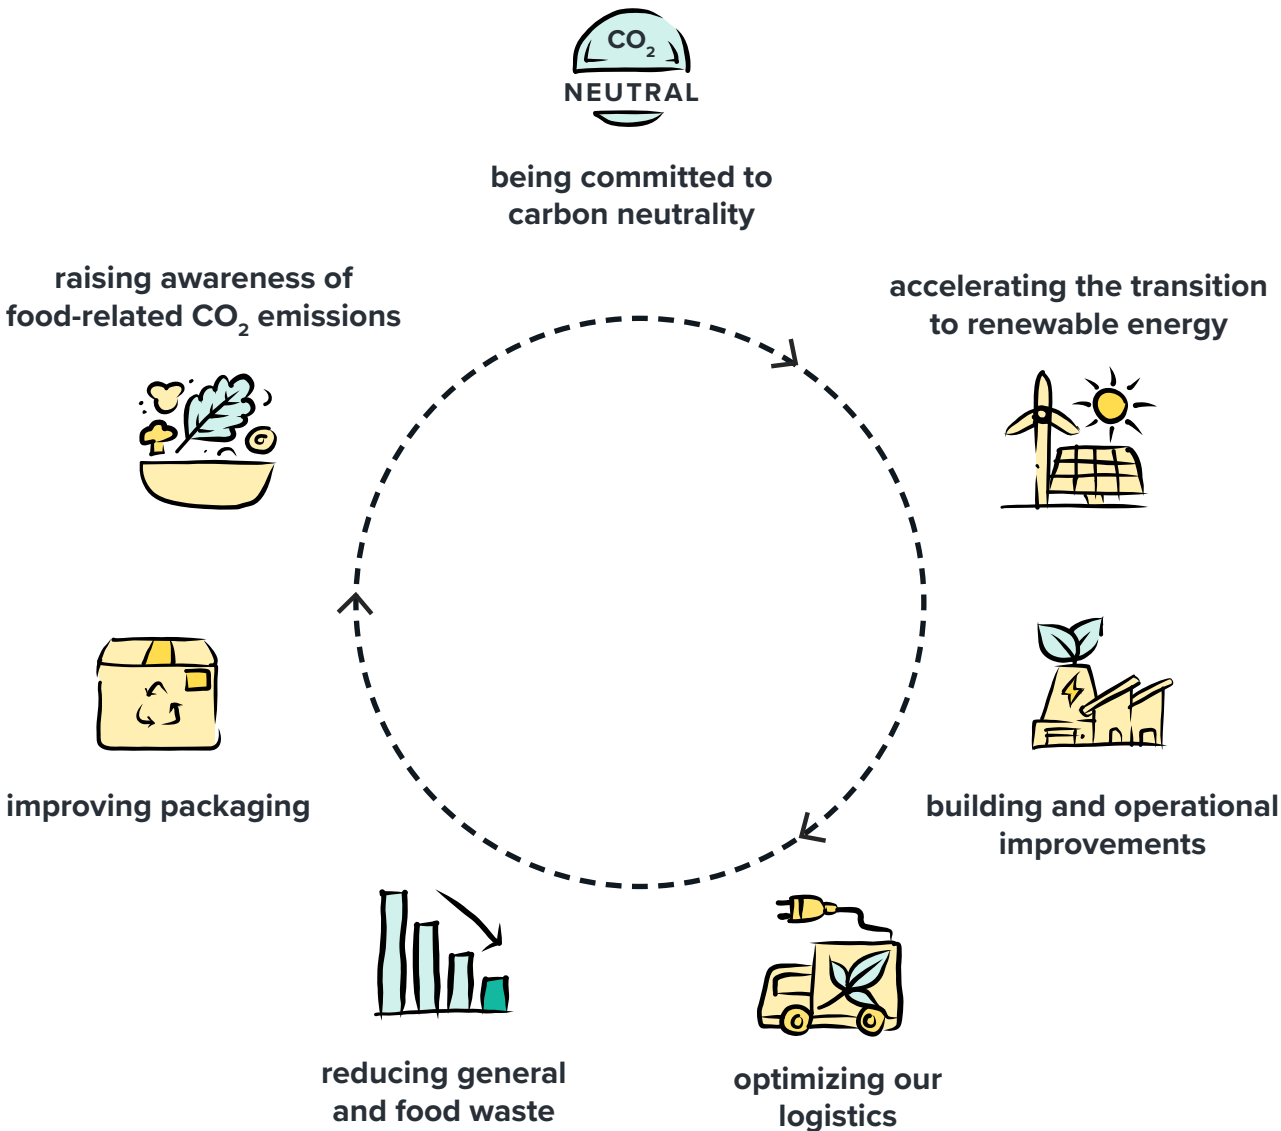 CO₂
NEUTRAL
being committed to
carbon neutrality
accelerating the transition
to renewable energy
building and operational
improvements
optimizing our
logistics
reducing general
and food waste
improving packaging
raising awareness of
food-related CO₂ emissions